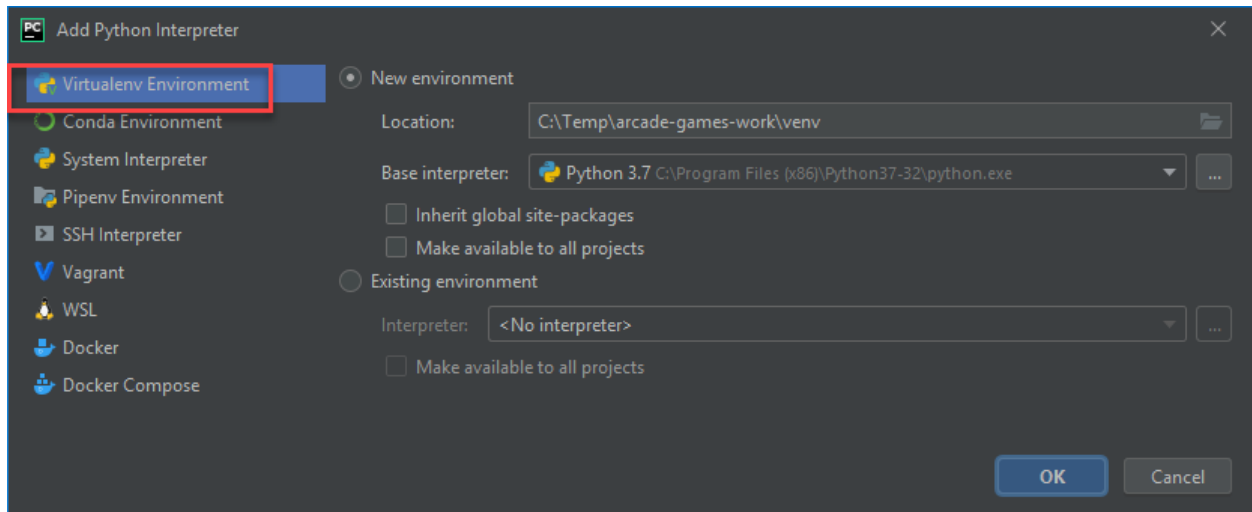 PC Add Python Interpreter
Virtualenv Environment
Conda Environment
System Interpreter
Pipenv Environment
SSH Interpreter
Vagrant
WSL
Docker
Docker Compose
New environment
Location: C:\Temp\arcade-games-work\venv
Base interpreter: Python 3.7 C:\Program Files (x86)\Python37-32\python.exe ...
Inherit global site-packages
Make available to all projects
Existing environment
Interpreter: <No interpreter> ...
Make available to all projects
OK Cancel